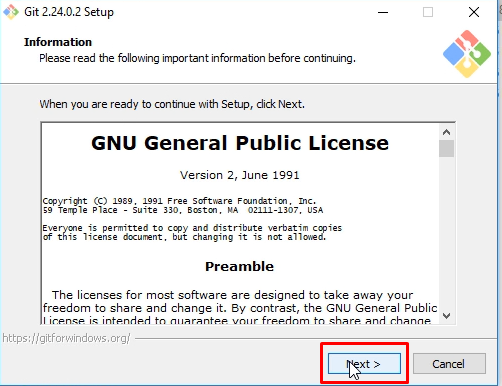 Git 2.24.0.2 Setup
Information
Please read the following important information before continuing.
When you are ready to continue with Setup, click Next.
GNU General Public License
Version 2, June 1991
Copyright (C) 1989, 1991 Free Software Foundation, Inc.
59 Temple Place - Suite 330, Boston, MA  02111-1307, USA
Everyone is permitted to copy and distribute verbatim copies
of this license document, but changing it is not allowed.
Preamble
The licenses for most software are designed to take away your
freedom to share and change it. By contrast, the GNU General Public
License is intended to guarantee your freedom to share and change
https://gitforwindows.org/
Next >
Cancel